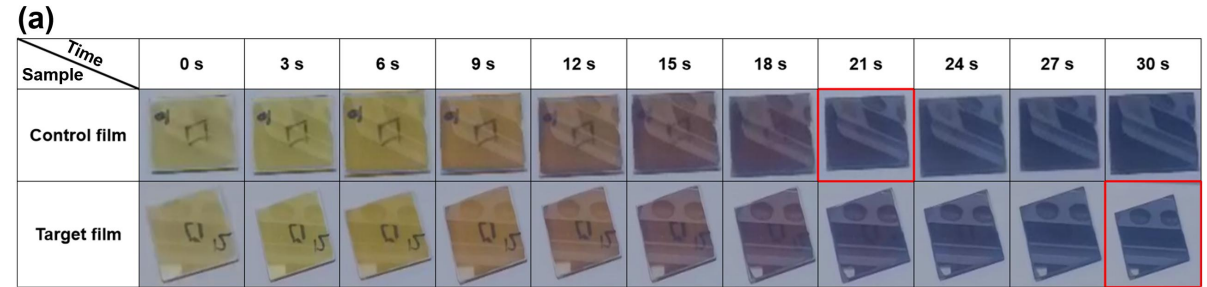 (a)
Time
Sample
0 s 3 s 6 s 9 s 12 s 15 s 18 s 21 s 24 s 27 s 30 s
Control film
Target film